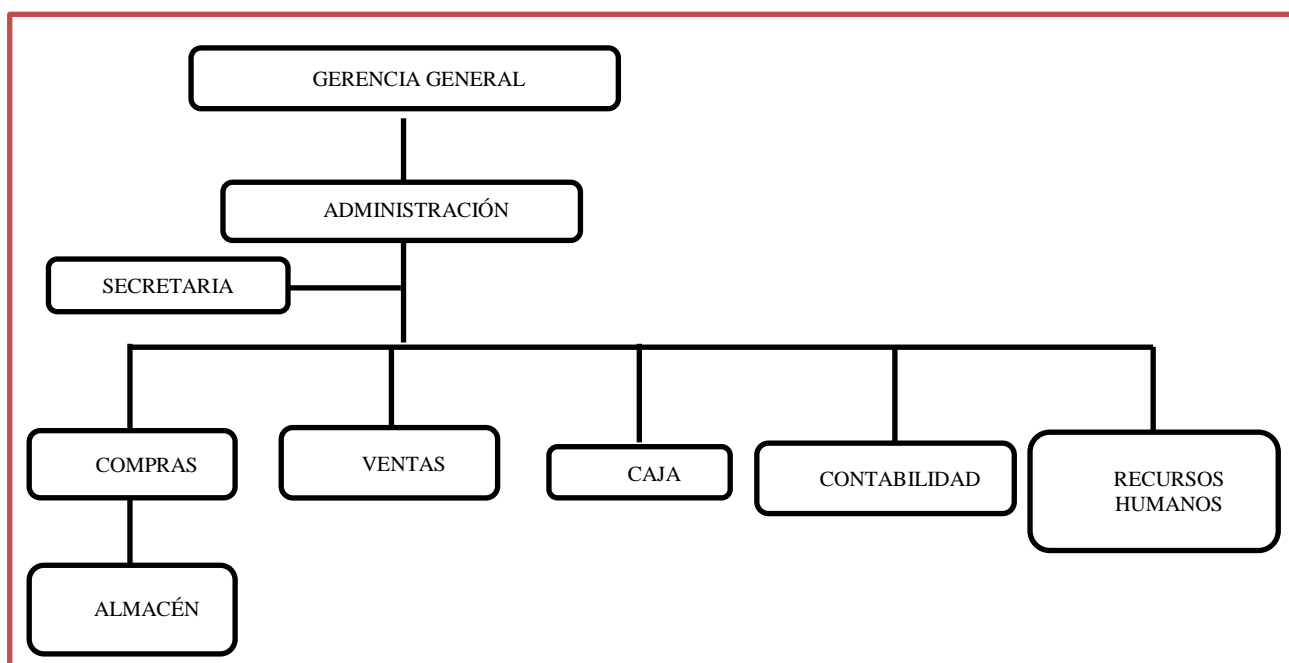 GERENCIA GENERAL
ADMINISTRACIÓN
SECRETARIA
COMPRAS
VENTAS
CAJA
CONTABILIDAD
RECURSOS
HUMANOS
ALMACÉN